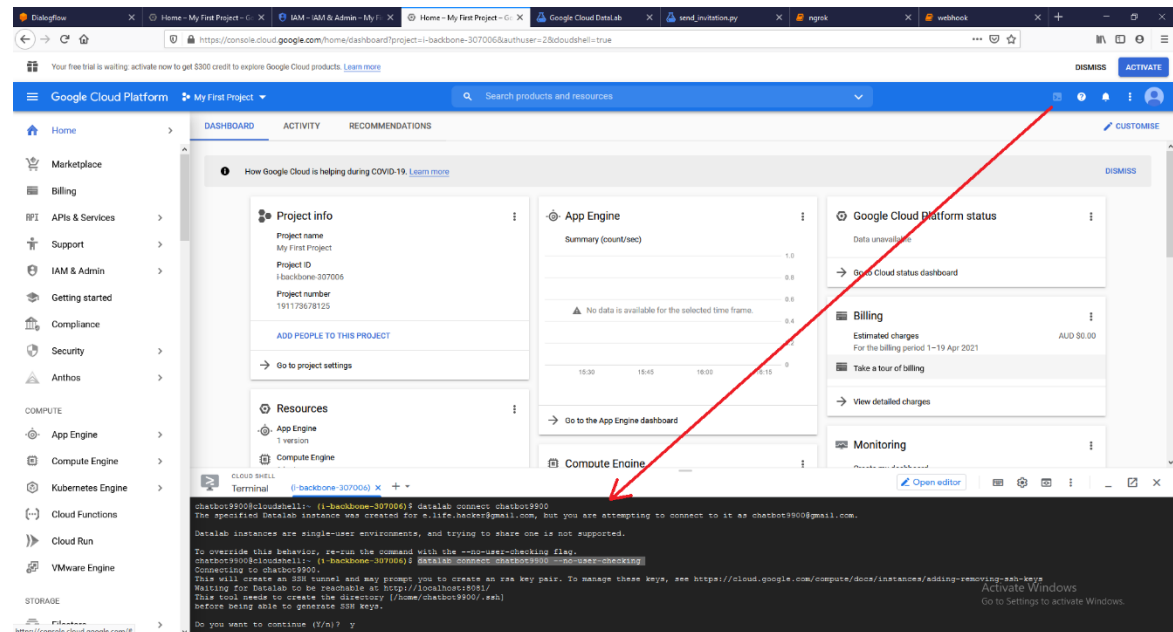 Dialogflow
Home – My First Project – Go
IAM – IAM & Admin – My Fi
Home – My First Project – Go
Google Cloud DataLab
send_invitation.py
ngrok
webhook
https://console.cloud.google.com/home/dashboard?project=i-backbone-307006&authuser=2&cloudshell=true
Your free trial is waiting: activate now to get $300 credit to explore Google Cloud products. Learn more
DISMISS
ACTIVATE
Google Cloud Platform
My First Project
Search products and resources
Home
DASHBOARD
ACTIVITY
RECOMMENDATIONS
CUSTOMISE
Marketplace
Billing
API APIs & Services
Support
IAM & Admin
Getting started
Compliance
Security
Anthos
COMPUTE
App Engine
Compute Engine
Kubernetes Engine
Cloud Functions
Cloud Run
VMware Engine
STORAGE
Filestore
How Google Cloud is helping during COVID-19. Learn more
DISMISS
Project info
Project name
My First Project
Project ID
i-backbone-307006
Project number
191173678125
ADD PEOPLE TO THIS PROJECT
Go to project settings
Resources
App Engine
1 version
Compute Engine
App Engine
Summary (count/sec)
1.0
0.8
0.6
0.4
0.2
0
No data is available for the selected time frame.
15:30
15:45
16:00
16:15
Go to the App Engine dashboard
Compute Engine
Google Cloud Platform status
Data unavailable
Go to Cloud status dashboard
Billing
Estimated charges
AUD $0.00
For the billing period 1–19 Apr 2021
Take a tour of billing
View detailed charges
Monitoring
CLOUD SHELL
Terminal
(i-backbone-307006)
Open editor
chatbot9900@cloudshell:~ (i-backbone-307006)$ datalab connect chatbot9900
The specified Datalab instance was created for e.life.hacker@gmail.com, but you are attempting to connect to it as chatbot9900@gmail.com.
Datalab instances are single-user environments, and trying to share one is not supported.
To override this behavior, re-run the command with the --no-user-checking flag.
chatbot9900@cloudshell:~ (i-backbone-307006)$ datalab connect chatbot9900 --no-user-checking
Connecting to chatbot9900.
This will create an SSH tunnel and may prompt you to create an rsa key pair. To manage these keys, see https://cloud.google.com/compute/docs/instances/adding-removing-ssh-keys
Waiting for Datalab to be reachable at http://localhost:8081/
This tool needs to create the directory [/home/chatbot9900/.ssh]
before being able to generate SSH keys.
Do you want to continue (Y/n)? y
Activate Windows
Go to Settings to activate Windows.